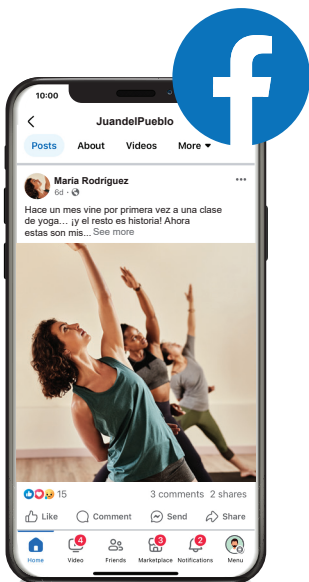 10:00
JuandelPueblo
Posts About Videos More
María Rodríguez
6d
Hace un mes vine por primera vez a una clase
de yoga... ¡y el resto es historia! Ahora
estas son mis... See more
15 3 comments 2 shares
Like Comment Send Share
4 3 2
Home Video Friends Marketplace Notifications Menu